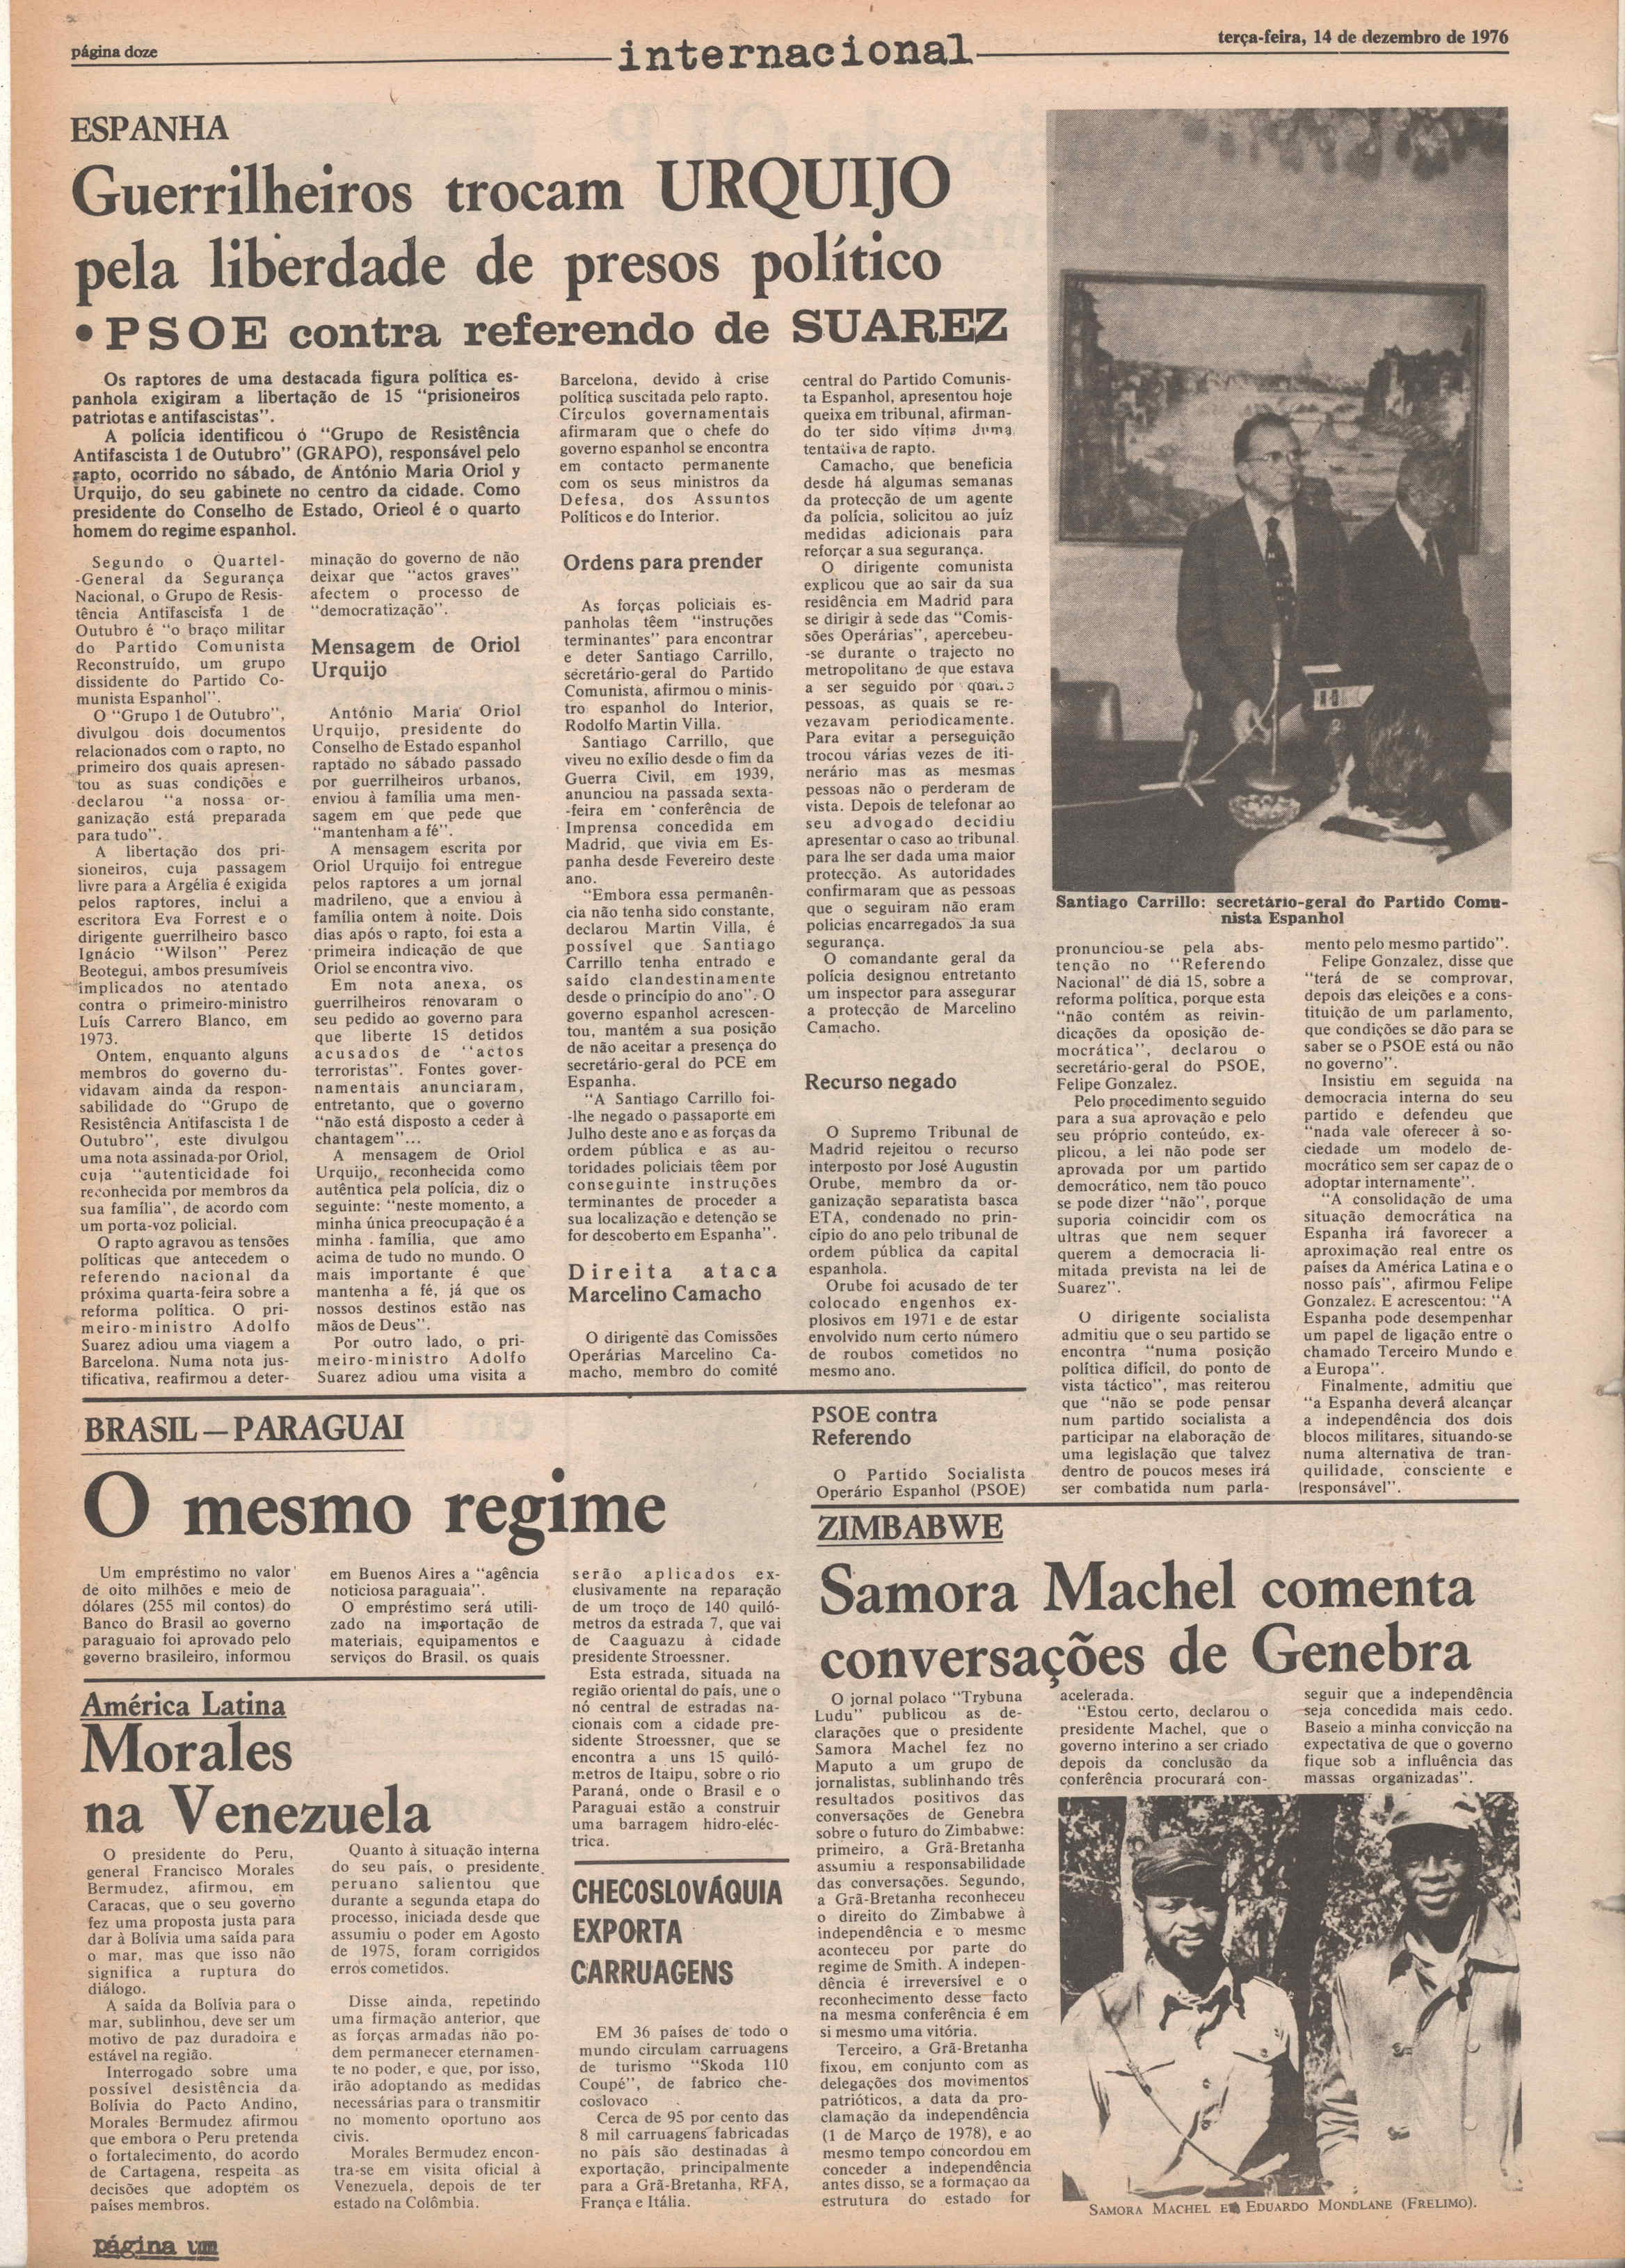 página doze
internacional
terça-feira, 14 de dezembro de 1976
ESPANHA
Guerrilheiros trocam URQUIJO
pela liberdade de presos político
• PSOE contra referendo de SUAREZ
Os raptores de uma destacada figura política es-
panhola exigiram a libertação de 15 "prisioneiros
patriotas e antifascistas".
A polícia identificou o "Grupo de Resistência
Antifascista 1 de Outubro" (GRAPO), responsável pelo
rapto, ocorrido no sábado, de António Maria Oriol y
Urquijo, do seu gabinete no centro da cidade. Como
presidente do Conselho de Estado, Orieol é o quarto
homem do regime espanhol.
Segundo o Quartel-
-General da Segurança
Nacional, o Grupo de Resis-
tência Antifascista 1 de
Outubro é "o braço militar
do Partido Comunista
Reconstruído, um grupo
dissidente do Partido Co-
munista Espanhol".
O "Grupo 1 de Outubro",
divulgou dois documentos
relacionados com o rapto, no
primeiro dos quais apresen-
tou as suas condições e
declarou "a nossa or-
ganização está preparada
para tudo".
A libertação dos pri-
sioneiros, cuja passagem
livre para a Argélia é exigida
pelos raptores, inclui a
escritora Eva Forrest e o
dirigente guerrilheiro basco
Ignácio "Wilson" Perez
Beotegui, ambos presumíveis
implicados no atentado
contra o primeiro-ministro
Luís Carrero Blanco, em
1973.
Ontem, enquanto alguns
membros do governo du-
vidavam ainda da respon-
sabilidade do "Grupo de
Resistência Antifascista 1 de
Outubro", este divulgou
uma nota assinada por Oriol,
cuja "autenticidade foi
reconhecida por membros da
sua família", de acordo com
um porta-voz policial.
O rapto agravou as tensões
políticas que antecedem o
referendo nacional da
próxima quarta-feira sobre a
reforma política. O pri-
meiro-ministro Adolfo
Suarez adiou uma viagem a
Barcelona. Numa nota jus-
tificativa, reafirmou a deter-
minação do governo de não
deixar que "actos graves"
afectem o processo de
"democratização".
Mensagem de Oriol
Urquijo
António Maria Oriol
Urquijo, presidente do
Conselho de Estado espanhol
raptado no sábado passado
por guerrilheiros urbanos,
enviou à família uma men-
sagem em que pede que
"mantenham a fé".
A mensagem escrita por
Oriol Urquijo foi entregue
pelos raptores a um jornal
madrileno, que a enviou à
família ontem à noite. Dois
dias após o rapto, foi esta a
primeira indicação de que
Oriol se encontra vivo.
Em nota anexa, os
guerrilheiros renovaram o
seu pedido ao governo para
que liberte 15 detidos
acusados de "actos
terroristas". Fontes gover-
namentais anunciaram,
entretanto, que o governo
"não está disposto a ceder à
chantagem"...
A mensagem de Oriol
Urquijo, reconhecida como
autêntica pela polícia, diz o
seguinte: "neste momento, a
minha única preocupação é a
minha família, que amo
acima de tudo no mundo. O
mais importante é que
mantenha a fé, já que os
nossos destinos estão nas
mãos de Deus".
Por outro lado, o pri-
meiro-ministro Adolfo
Suarez adiou uma visita a
Barcelona, devido à crise
política suscitada pelo rapto.
Círculos governamentais
afirmaram que o chefe do
governo espanhol se encontra
em contacto permanente
com os seus ministros da
Defesa, dos Assuntos
Políticos e do Interior.
Ordens para prender
As forças policiais es-
panholas têem "instruções
terminantes" para encontrar
e deter Santiago Carrillo,
secretário-geral do Partido
Comunista, afirmou o minis-
tro espanhol do Interior,
Rodolfo Martin Villa.
Santiago Carrillo, que
viveu no exílio desde o fim da
Guerra Civil, em 1939,
anunciou na passada sexta-
-feira em conferência de
Imprensa concedida em
Madrid, que vivia em Es-
panha desde Fevereiro deste
ano.
"Embora essa permanên-
cia não tenha sido constante,
declarou Martin Villa, é
possível que Santiago
Carrillo tenha entrado e
saído clandestinamente
desde o princípio do ano". O
governo espanhol acrescen-
tou, mantém a sua posição
de não aceitar a presença do
secretário-geral do PCE em
Espanha.
"A Santiago Carrillo foi-
-lhe negado o passaporte em
Julho deste ano e as forças da
ordem pública e as au-
toridades policiais têem por
conseguinte instruções
terminantes de proceder a
sua localização e detenção se
for descoberto em Espanha".
Direita ataca
Marcelino Camacho
O dirigente das Comissões
Operárias Marcelino Ca-
macho, membro do comité
central do Partido Comunis-
ta Espanhol, apresentou hoje
queixa em tribunal, afirman-
do ter sido vítima duma
tentativa de rapto.
Camacho, que beneficia
desde há algumas semanas
da protecção de um agente
da polícia, solicitou ao juíz
medidas adicionais para
reforçar a sua segurança.
O dirigente comunista
explicou que ao sair da sua
residência em Madrid para
se dirigir à sede das "Comis-
sões Operárias", apercebeu-
-se durante o trajecto no
metropolitano de que estava
a ser seguido por
pessoas, as quais se re-
vezavam periodicamente.
Para evitar a perseguição
trocou várias vezes de iti-
nerário mas as mesmas
pessoas não o perderam de
vista. Depois de telefonar ao
seu advogado decidiu
apresentar o caso ao tribunal
para lhe ser dada uma maior
protecção. As autoridades
confirmaram que as pessoas
que o seguiram não eram
policias encarregados da sua
segurança.
O comandante geral da
polícia designou entretanto
um inspector para assegurar
a protecção de Marcelino
Camacho.
Recurso negado
O Supremo Tribunal de
Madrid rejeitou o recurso
interposto por José Augustin
Orube, membro da or-
ganização separatista basca
ETA, condenado no prin-
cípio do ano pelo tribunal de
ordem pública da capital
espanhola.
Orube foi acusado de ter
colocado engenhos ex-
plosivos em 1971 e de estar
envolvido num certo número
de roubos cometidos no
mesmo ano.
PSOE contra
Referendo
O Partido Socialista
Operário Espanhol (PSOE)
Santiago Carrillo: secretário-geral do Partido Comu-
nista Espanhol
pronunciou-se pela abs-
tenção no "Referendo
Nacional" de dia 15, sobre a
reforma política, porque esta
"não contém as reivin-
dicações da oposição de-
mocrática", declarou o
secretário-geral do PSOE,
Felipe Gonzalez.
Pelo procedimento seguido
para a sua aprovação e pelo
seu próprio conteúdo, ex-
plicou, a lei não pode ser
aprovada por um partido
democrático, nem tão pouco
se pode dizer "não", porque
suporia coincidir com os
ultras que nem sequer
querem a democracia li-
mitada prevista na lei de
Suarez".
O dirigente socialista
admitiu que o seu partido se
encontra "numa posição
política difícil, do ponto de
vista táctico", mas reiterou
que "não se pode pensar
num partido socialista a
participar na elaboração de
uma legislação que talvez
dentro de poucos meses irá
ser combatida num parla-
mento pelo mesmo partido".
Felipe Gonzalez, disse que
"terá de se comprovar,
depois das eleições e a cons-
tituição de um parlamento,
que condições se dão para se
saber se o PSOE está ou não
no governo".
Insistiu em seguida na
democracia interna do seu
partido e defendeu que
"nada vale oferecer à so-
ciedade um modelo de-
mocrático sem ser capaz de o
adoptar internamente".
"A consolidação de uma
situação democrática na
Espanha irá favorecer a
aproximação real entre os
países da América Latina e o
nosso país", afirmou Felipe
Gonzalez. E acrescentou: "A
Espanha pode desempenhar
um papel de ligação entre o
chamado Terceiro Mundo e
a Europa".
Finalmente, admitiu que
"a Espanha deverá alcançar
a independência dos dois
blocos militares, situando-se
numa alternativa de tran-
quilidade, consciente e
responsável".
BRASIL — PARAGUAI
O mesmo regime
Um empréstimo no valor
de oito milhões e meio de
dólares (255 mil contos) do
Banco do Brasil ao governo
paraguaio foi aprovado pelo
governo brasileiro, informou
em Buenos Aires a "agência
noticiosa paraguaia".
O empréstimo será utili-
zado na importação de
materiais, equipamentos e
serviços do Brasil, os quais
serão aplicados ex-
clusivamente na reparação
de um troço de 140 quiló-
metros da estrada 7, que vai
de Caaguazu à cidade
presidente Stroessner.
Esta estrada, situada na
região oriental do país, une o
nó central de estradas na-
cionais com a cidade pre-
sidente Stroessner, que se
encontra a uns 15 quiló-
metros de Itaipu, sobre o rio
Paraná, onde o Brasil e o
Paraguai estão a construir
uma barragem hidro-eléc-
trica.
América Latina
Morales
na Venezuela
O presidente do Peru,
general Francisco Morales
Bermudez, afirmou, em
Caracas, que o seu governo
fez uma proposta justa para
dar à Bolívia uma saída para
o mar, mas que isso não
significa a ruptura do
diálogo.
A saída da Bolívia para o
mar, sublinhou, deve ser um
motivo de paz duradoira e
estável na região.
Interrogado sobre uma
possível desistência da
Bolívia do Pacto Andino,
Morales Bermudez afirmou
que embora o Peru pretenda
o fortalecimento, do acordo
de Cartagena, respeita as
decisões que adoptem os
países membros.
Quanto à situação interna
do seu país, o presidente
peruano salientou que
durante a segunda etapa do
processo, iniciada desde que
assumiu o poder em Agosto
de 1975, foram corrigidos
erros cometidos.
Disse ainda, repetindo
uma firmação anterior, que
as forças armadas não po-
dem permanecer eternamen-
te no poder, e que, por isso,
irão adoptando as medidas
necessárias para o transmitir
no momento oportuno aos
civis.
Morales Bermudez encon-
tra-se em visita oficial à
Venezuela, depois de ter
estado na Colômbia.
CHECOSLOVÁQUIA
EXPORTA
CARRUAGENS
EM 36 países de todo o
mundo circulam carruagens
de turismo "Skoda 110
Coupé", de fabrico che-
coslovaco
Cerca de 95 por cento das
8 mil carruagens fabricadas
no país são destinadas à
exportação, principalmente
para a Grã-Bretanha, RFA,
França e Itália.
ZIMBABWE
Samora Machel comenta
conversações de Genebra
O jornal polaco "Trybuna
Ludu" publicou as de-
clarações que o presidente
Samora Machel fez no
Maputo a um grupo de
jornalistas, sublinhando três
resultados positivos das
conversações de Genebra
sobre o futuro do Zimbabwe:
primeiro, a Grã-Bretanha
assumiu a responsabilidade
das conversações. Segundo,
a Grã-Bretanha reconheceu
o direito do Zimbabwe à
independência e o mesmo
aconteceu por parte do
regime de Smith. A indepen-
dência é irreversível e o
reconhecimento desse facto
na mesma conferência é em
si mesmo uma vitória.
Terceiro, a Grã-Bretanha
fixou, em conjunto com as
delegações dos movimentos
patrióticos, a data da pro-
clamação da independência
(1 de Março de 1978), e ao
mesmo tempo concordou em
conceder a independência
antes disso, se a formação da
estrutura do estado for
acelerada.
"Estou certo, declarou o
presidente Machel, que o
governo interino a ser criado
depois da conclusão da
conferência procurará con-
seguir que a independência
seja concedida mais cedo.
Baseio a minha convicção na
expectativa de que o governo
fique sob a influência das
massas organizadas".
SAMORA MACHEL E EDUARDO MONDLANE (FRELIMO).
página um